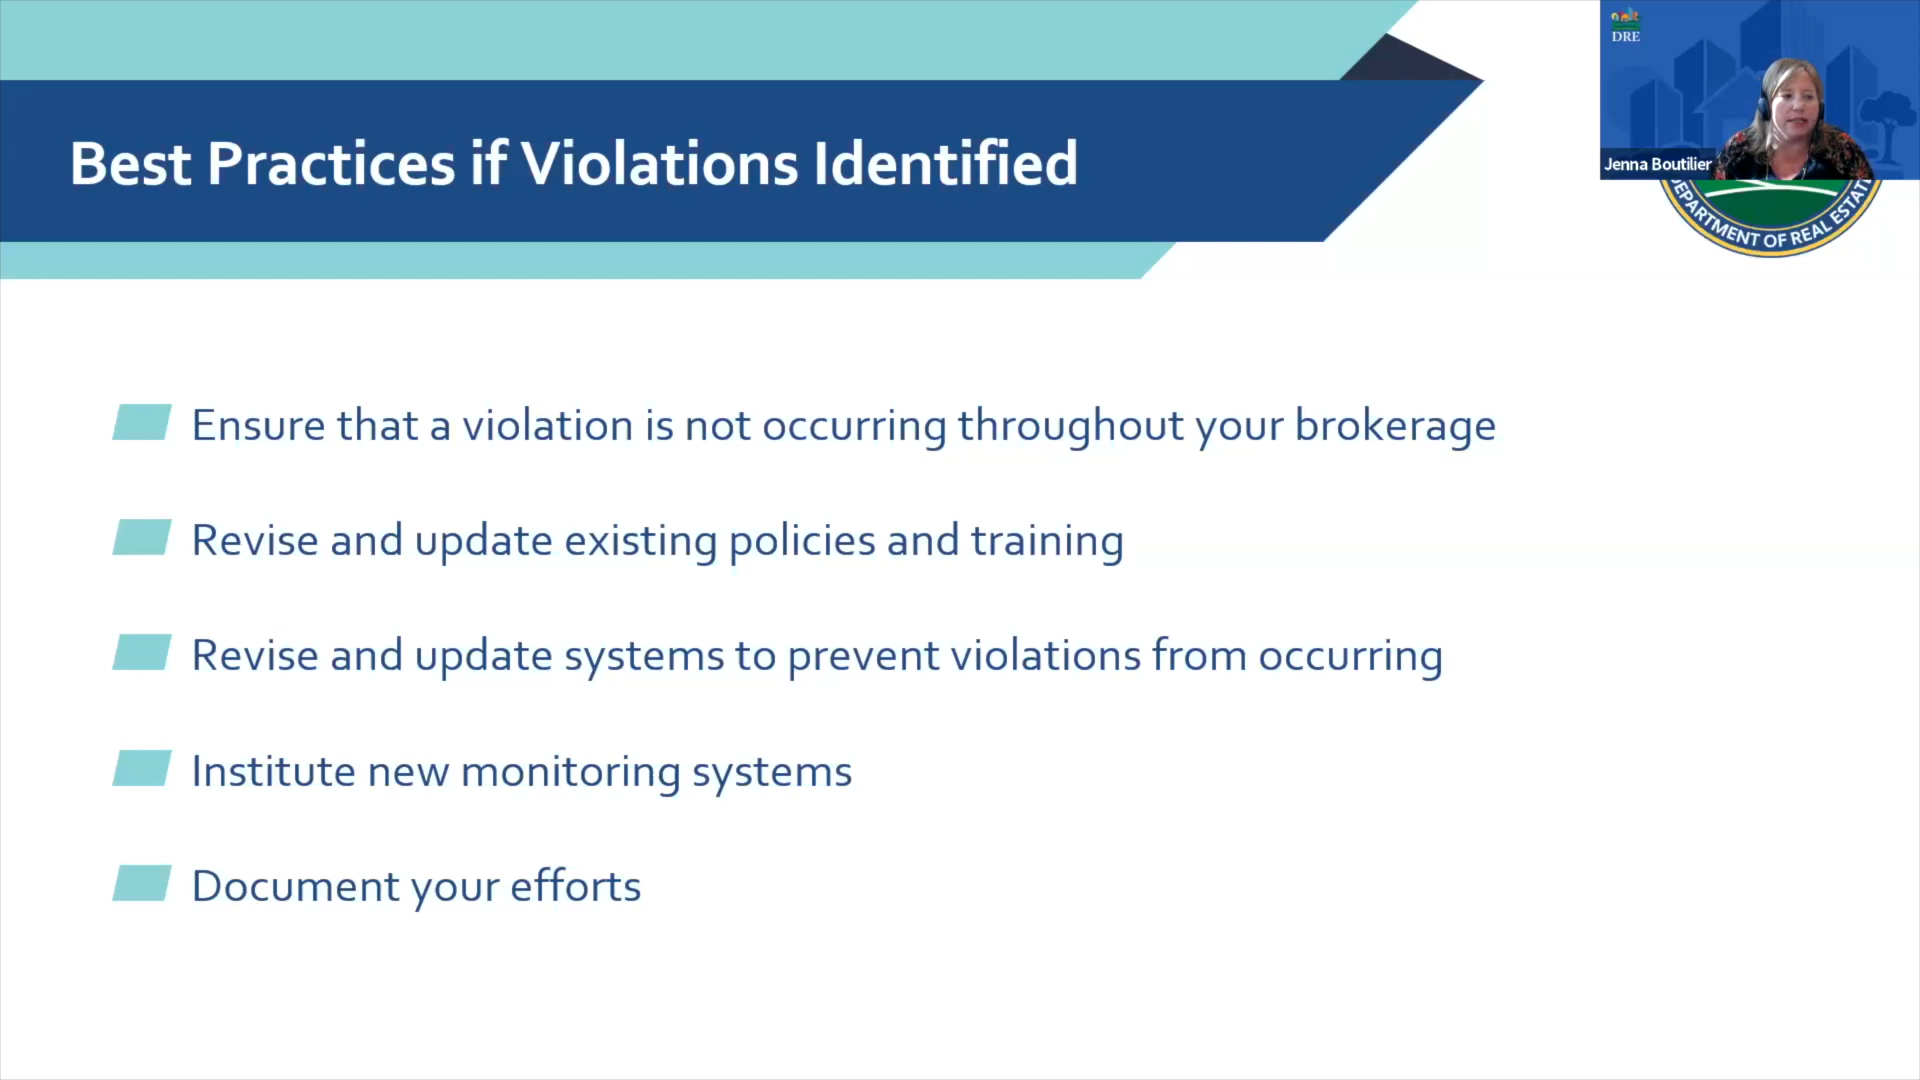 Best Practices if Violations Identified
DRE
Jenna Boutilier
DEPARTMENT OF REAL ESTATE
Ensure that a violation is not occurring throughout your brokerage
Revise and update existing policies and training
Revise and update systems to prevent violations from occurring
Institute new monitoring systems
Document your efforts